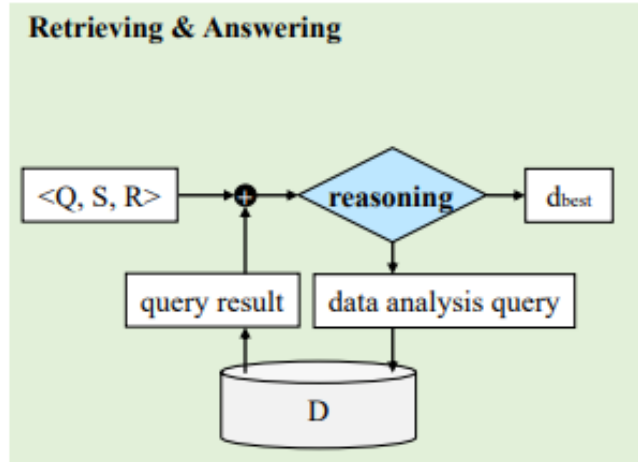 Retrieving & Answering
<Q, S, R>
+
reasoning
dbest
query result
data analysis query
D